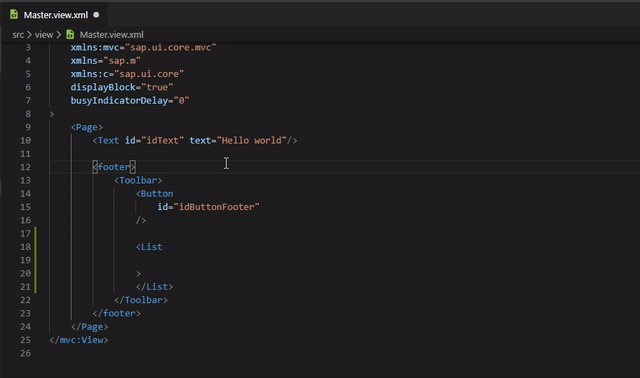 Master.view.xml
src > view > Master.view.xml
3 xmlns:mvc="sap.ui.core.mvc"
4 xmlns="sap.m"
5 xmlns:c="sap.ui.core"
6 displayBlock="true"
7 busyIndicatorDelay="0"
8 >
9 <Page>
10 <Text id="idText" text="Hello world"/>
11
12 <footer>
13 <Toolbar>
14 <Button
15 id="idButtonFooter"
16 />
17
18 <List
19
20 >
21 </List>
22 </Toolbar>
23 </footer>
24 </Page>
25 </mvc:View>
26